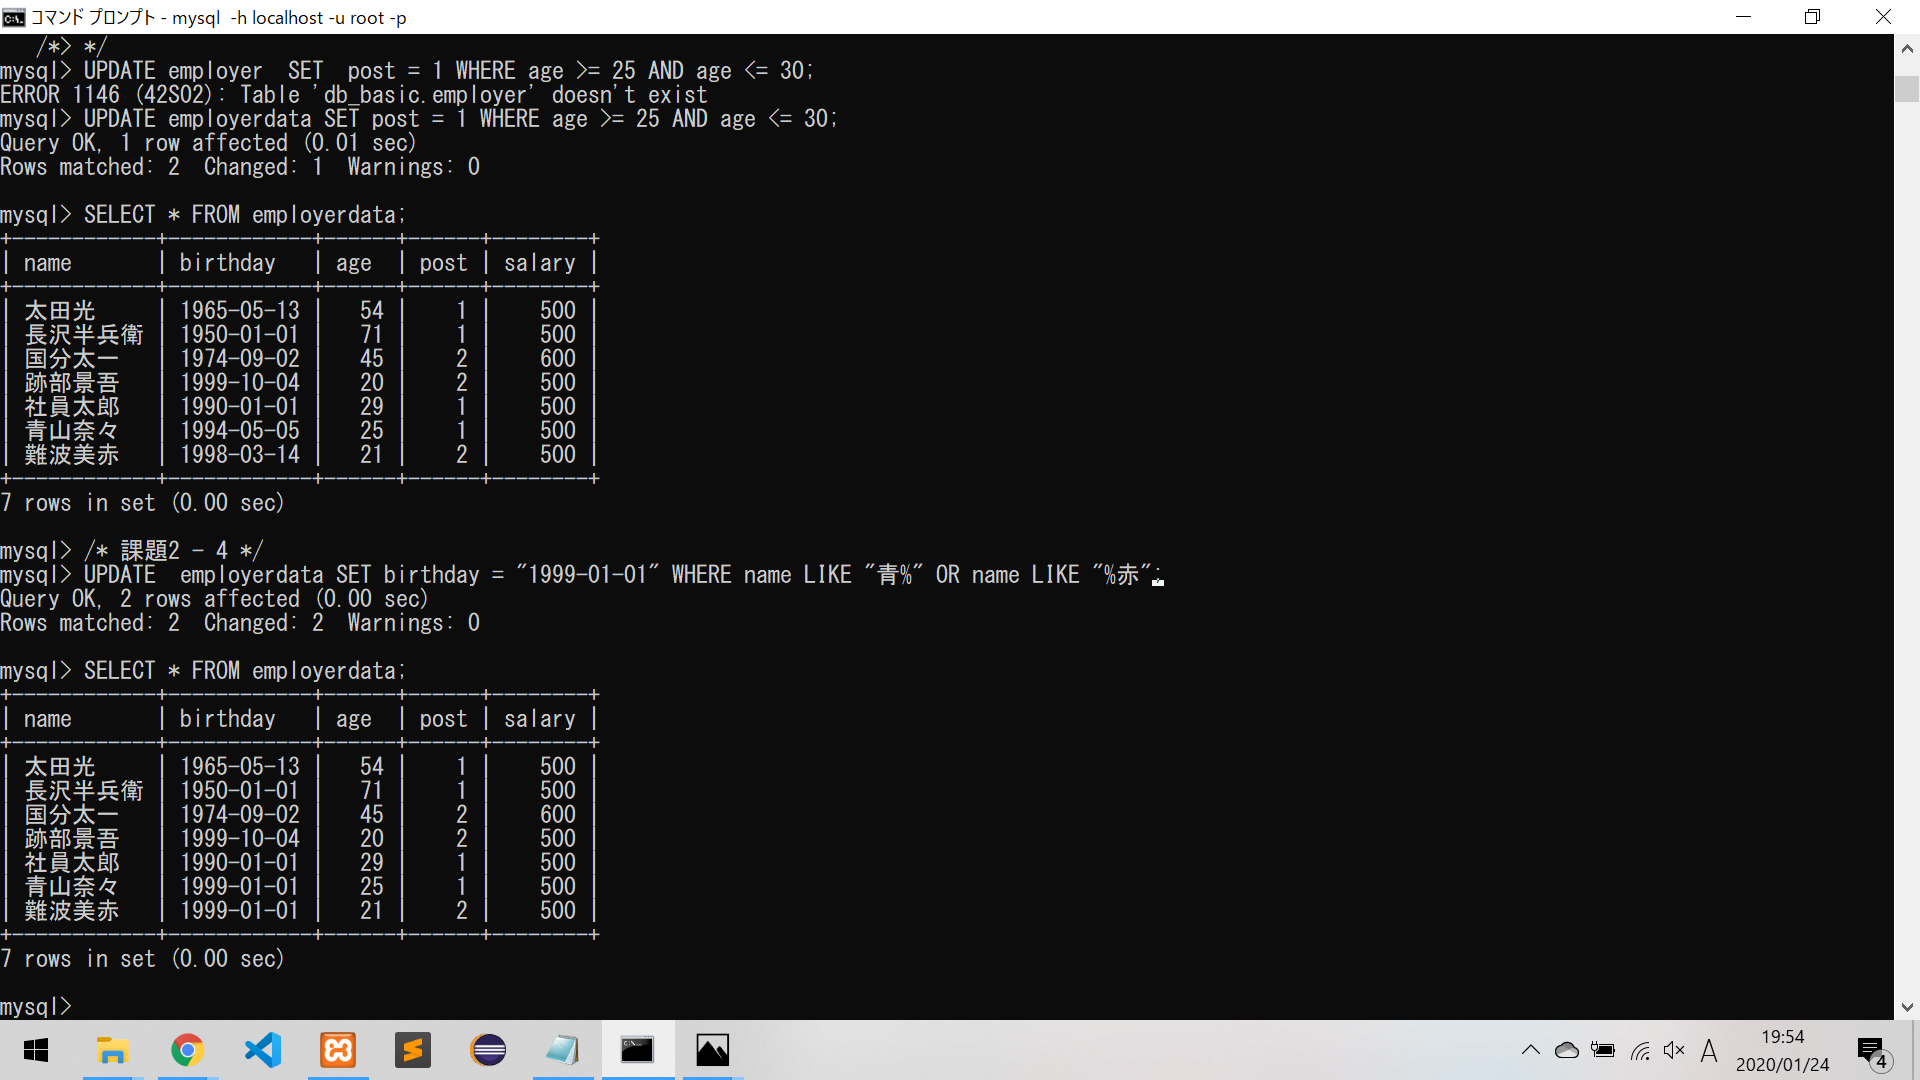 コマンド プロンプト - mysql  -h localhost -u root -p
   /*> */
mysql> UPDATE employer  SET  post = 1 WHERE age >= 25 AND age <= 30;
ERROR 1146 (42S02): Table 'db_basic.employer' doesn't exist
mysql> UPDATE employerdata SET post = 1 WHERE age >= 25 AND age <= 30;
Query OK, 1 row affected (0.01 sec)
Rows matched: 2  Changed: 1  Warnings: 0
mysql> SELECT * FROM employerdata;
+------------+------------+------+------+--------+
| name       | birthday   | age  | post | salary |
+------------+------------+------+------+--------+
| 太田光     | 1965-05-13 |   54 |    1 |    500 |
| 長沢半兵衛 | 1950-01-01 |   71 |    1 |    500 |
| 国分太一   | 1974-09-02 |   45 |    2 |    600 |
| 跡部景吾   | 1999-10-04 |   20 |    2 |    500 |
| 社員太郎   | 1990-01-01 |   29 |    1 |    500 |
| 青山奈々   | 1994-05-05 |   25 |    1 |    500 |
| 難波美赤   | 1998-03-14 |   21 |    2 |    500 |
+------------+------------+------+------+--------+
7 rows in set (0.00 sec)
mysql> /* 課題2 - 4 */
mysql> UPDATE  employerdata SET birthday = "1999-01-01" WHERE name LIKE "青%" OR name LIKE "%赤";
Query OK, 2 rows affected (0.00 sec)
Rows matched: 2  Changed: 2  Warnings: 0
mysql> SELECT * FROM employerdata;
+------------+------------+------+------+--------+
| name       | birthday   | age  | post | salary |
+------------+------------+------+------+--------+
| 太田光     | 1965-05-13 |   54 |    1 |    500 |
| 長沢半兵衛 | 1950-01-01 |   71 |    1 |    500 |
| 国分太一   | 1974-09-02 |   45 |    2 |    600 |
| 跡部景吾   | 1999-10-04 |   20 |    2 |    500 |
| 社員太郎   | 1990-01-01 |   29 |    1 |    500 |
| 青山奈々   | 1999-01-01 |   25 |    1 |    500 |
| 難波美赤   | 1999-01-01 |   21 |    2 |    500 |
+------------+------------+------+------+--------+
7 rows in set (0.00 sec)
mysql>
A
19:54
2020/01/24
4